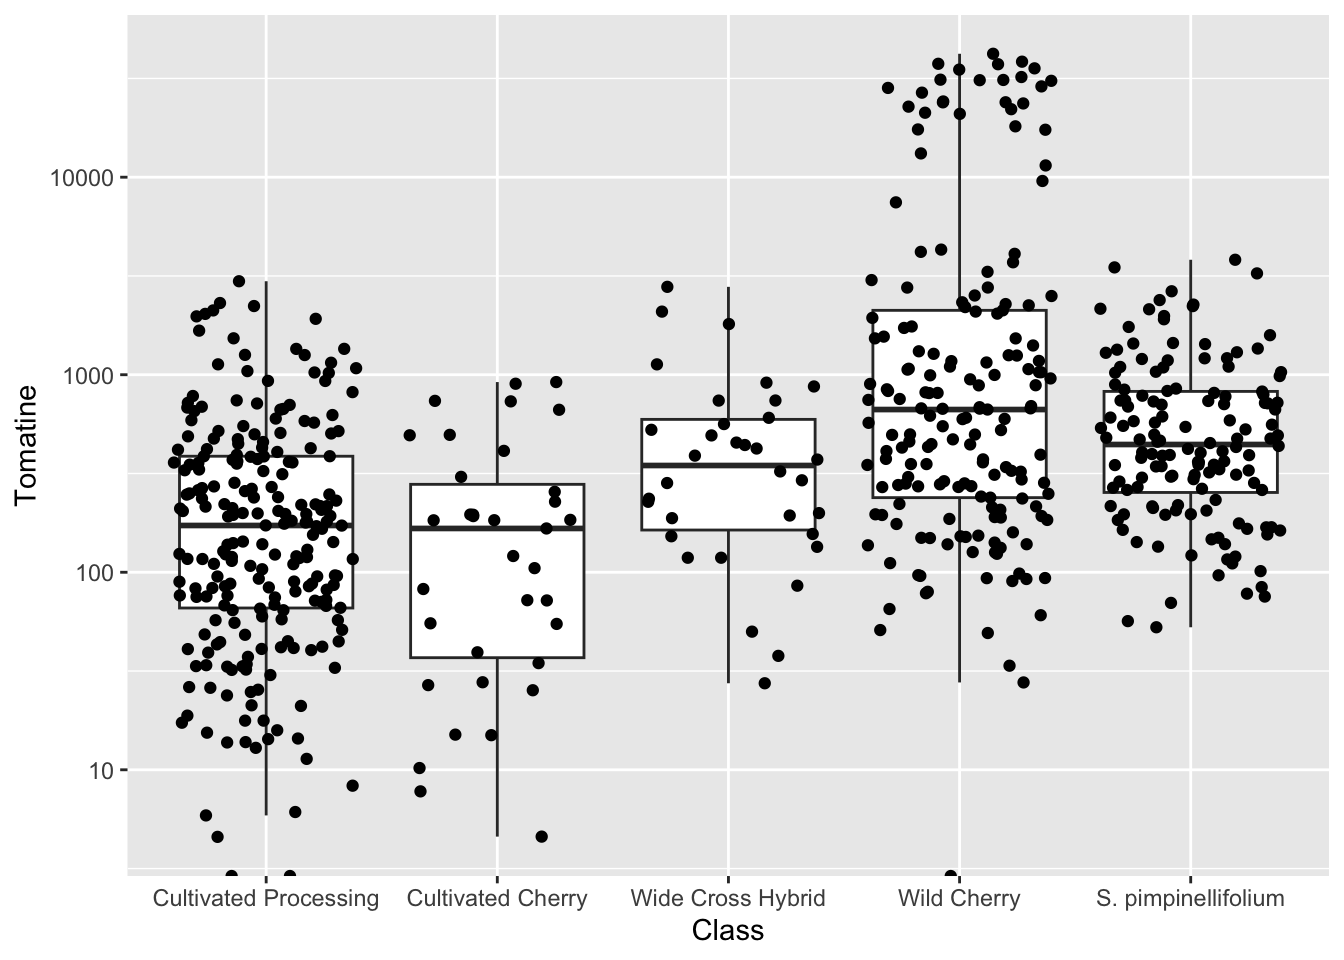 Tomatine
10000
1000
100
10
Cultivated Processing Cultivated Cherry Wide Cross Hybrid Wild Cherry S. pimpinellifolium
Class